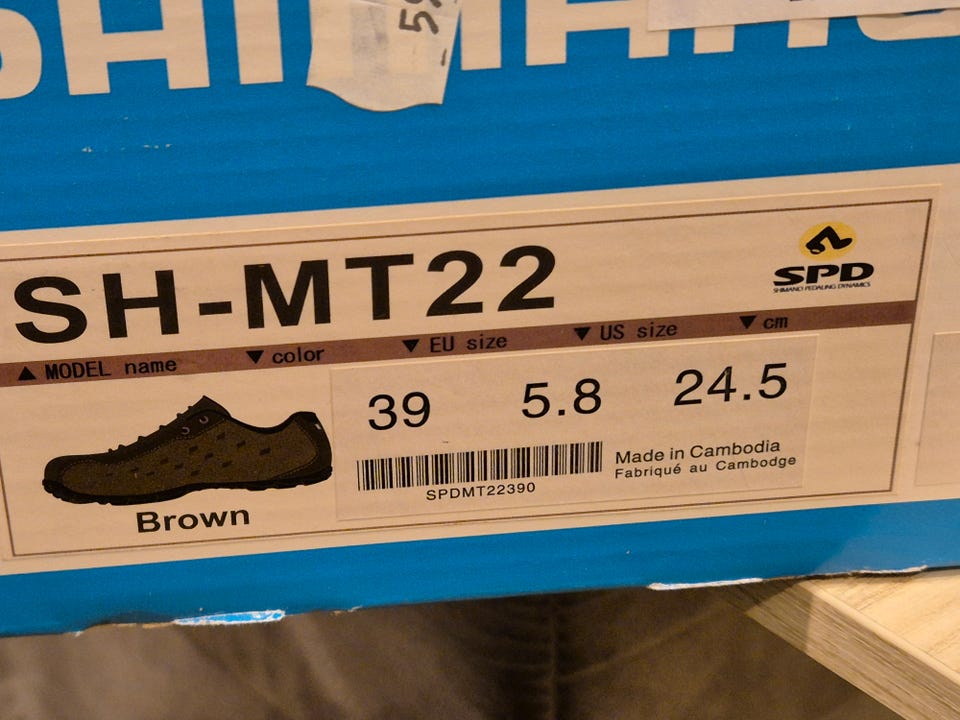 SHIMANO
SH-MT22
SPD
SHIMANO PEDALING DYNAMICS
▲ MODEL name ▼ color ▼ EU size ▼ US size ▼ cm
39 5.8 24.5
Made in Cambodia
Fabriqué au Cambodge
SPDMT22390
Brown